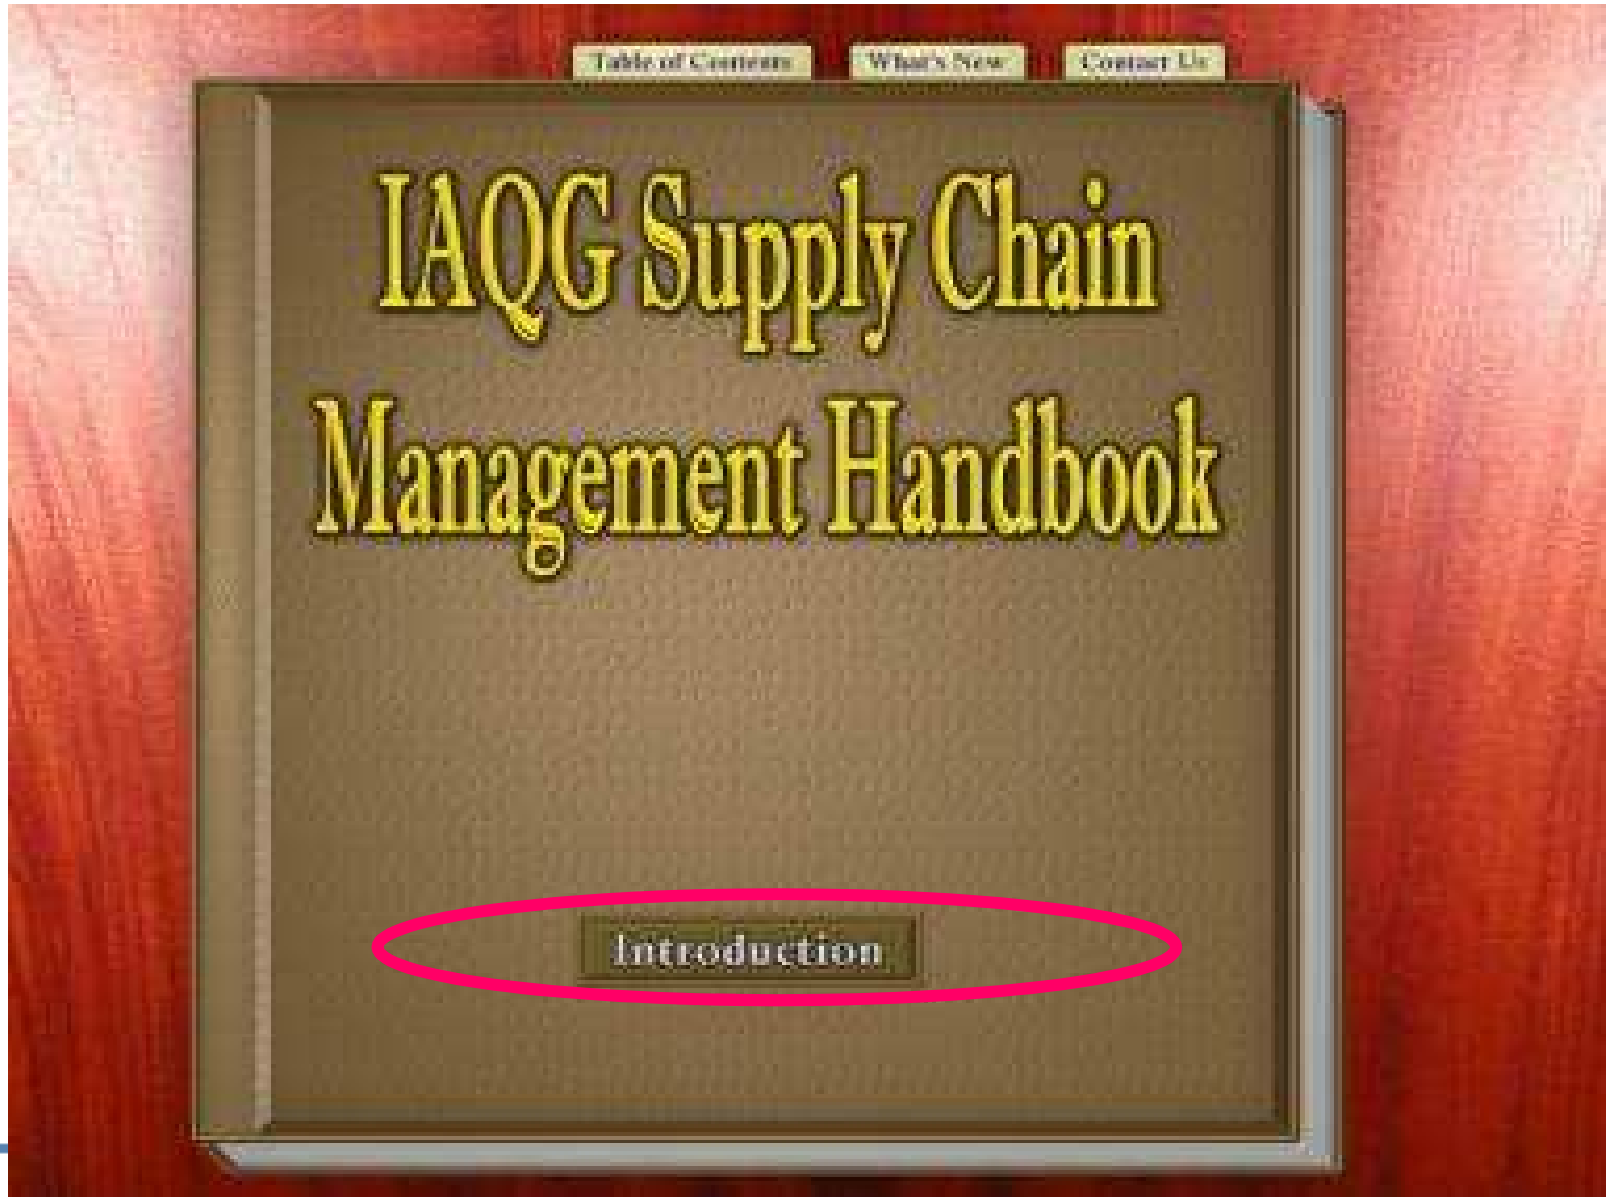 Table of Contents What's New Contact Us
IAQG Supply Chain
Management Handbook
Introduction